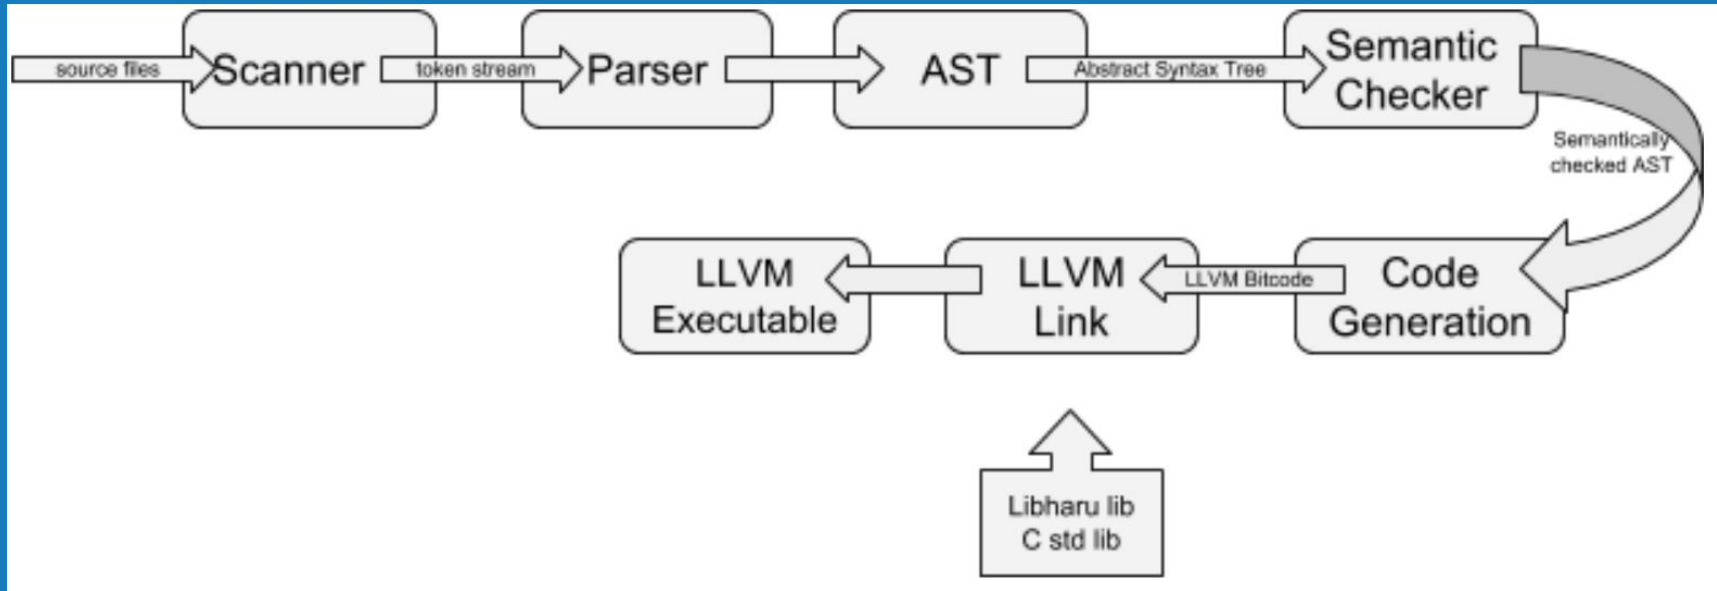 source files
Scanner
token stream
Parser
AST
Abstract Syntax Tree
Semantic
Checker
Semantically
checked AST
Code
Generation
LLVM Bitcode
LLVM
Link
LLVM
Executable
Libharu lib
C std lib